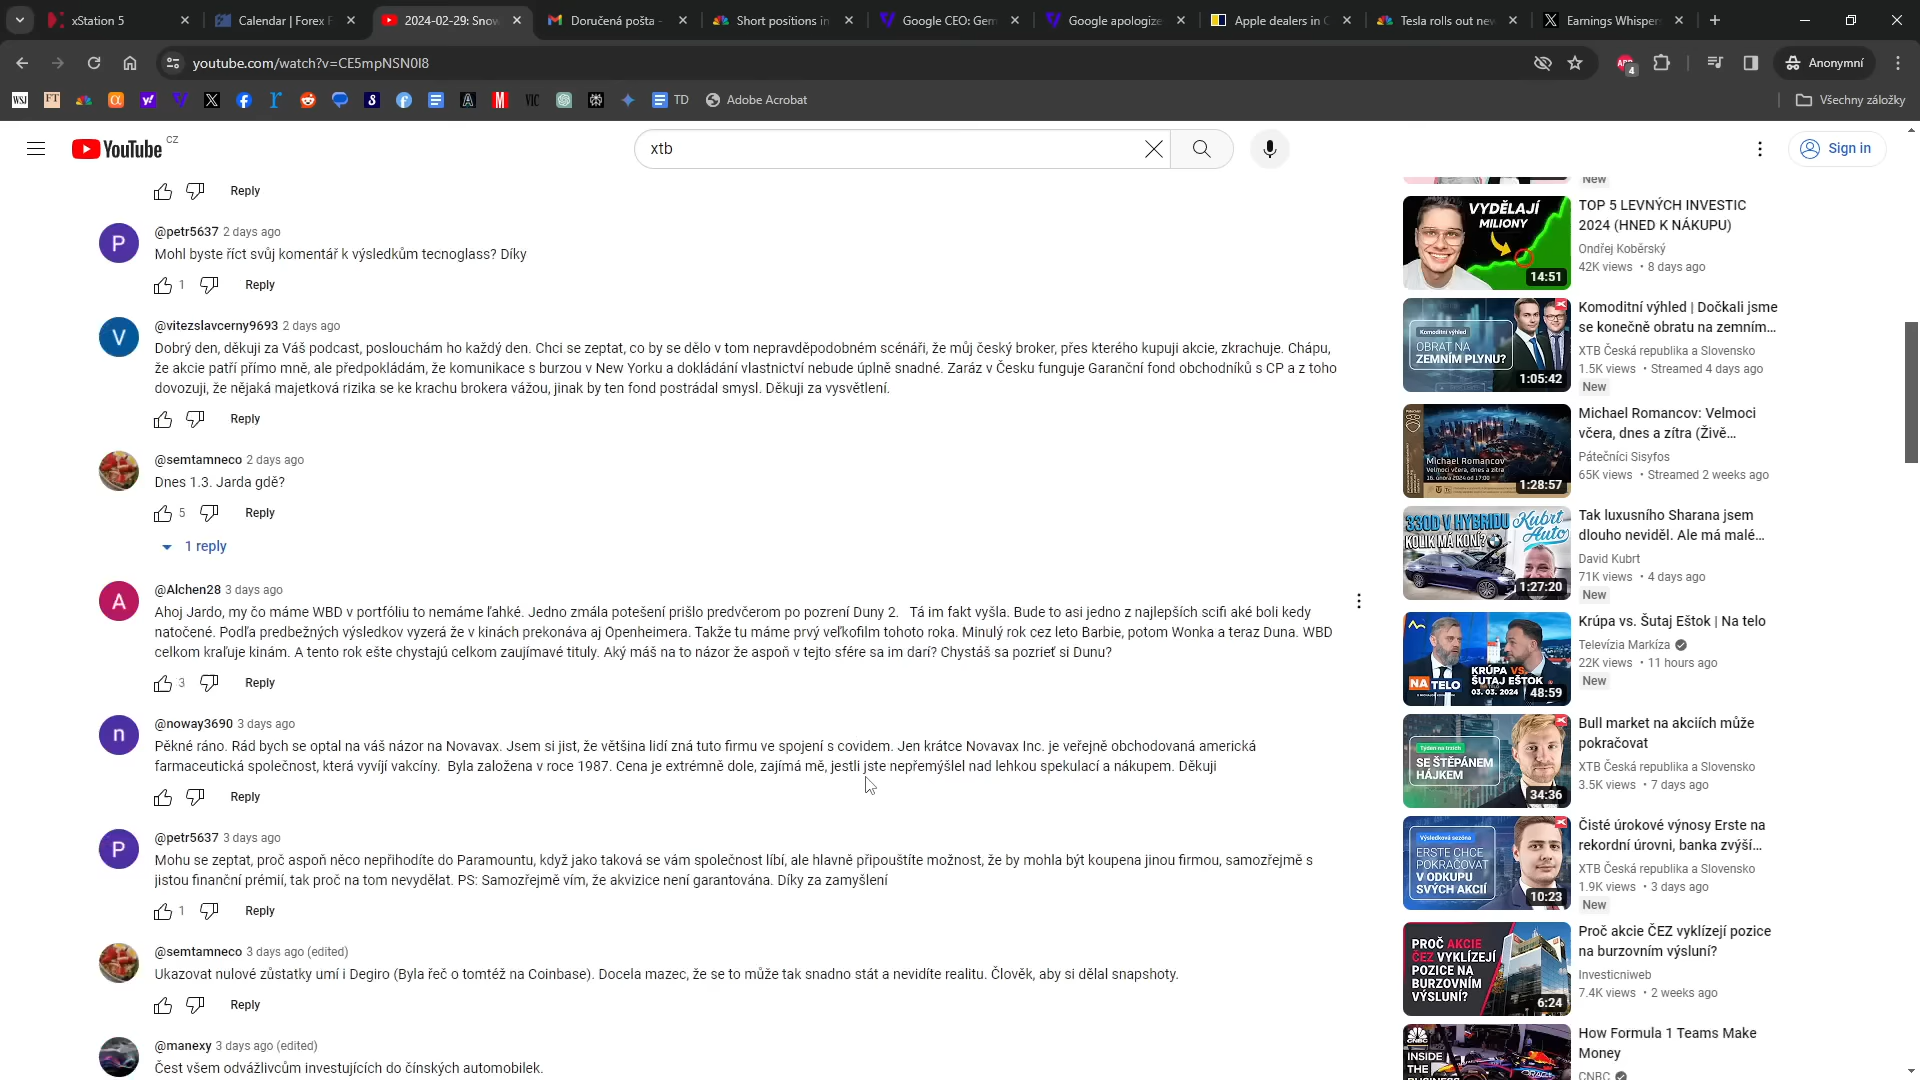 xStation 5
Calendar | Forex F
2024-02-29: Snow
Doručená pošta -
Short positions in
Google CEO: Gem
Google apologize
Apple dealers in C
Tesla rolls out new
Earnings Whisper
youtube.com/watch?v=CE5mpNSN0I8
4
Anonymní
TD
Adobe Acrobat
Všechny záložky
YouTube CZ
xtb
Sign in
Reply
@petr5637 2 days ago
Mohl byste říct svůj komentář k výsledkům tecnoglass? Díky
1 Reply
@vitezslavcerny9693 2 days ago
Dobrý den, děkuji za Váš podcast, poslouchám ho každý den. Chci se zeptat, co by se dělo v tom nepravděpodobném scénáři, že můj český broker, přes kterého kupuji akcie, zkrachuje. Chápu,
že akcie patří přímo mně, ale předpokládám, že komunikace s burzou v New Yorku a dokládání vlastnictví nebude úplně snadné. Zaráz v Česku funguje Garanční fond obchodníků s CP a z toho
dovozuji, že nějaká majetková rizika se ke krachu brokera vážou, jinak by ten fond postrádal smysl. Děkuji za vysvětlení.
Reply
@semtamneco 2 days ago
Dnes 1.3. Jarda gdě?
5 Reply
1 reply
@Alchen28 3 days ago
Ahoj Jardo, my čo máme WBD v portfóliu to nemáme ľahké. Jedno zmála potešení prišlo predvčerom po pozrení Duny 2. Tá im fakt vyšla. Bude to asi jedno z najlepších scifi aké boli kedy
natočené. Podľa predbežných výsledkov vyzerá že v kinách prekonáva aj Openheimera. Takže tu máme prvý veľkofilm tohoto roka. Minulý rok cez leto Barbie, potom Wonka a teraz Duna. WBD
celkom kraľuje kinám. A tento rok ešte chystajú celkom zaujímavé tituly. Aký máš na to názor že aspoň v tejto sfére sa im darí? Chystáš sa pozrieť si Dunu?
3 Reply
@noway3690 3 days ago
Pěkné ráno. Rád bych se optal na váš názor na Novavax. Jsem si jist, že většina lidí zná tuto firmu ve spojení s covidem. Jen krátce Novavax Inc. je veřejně obchodovaná americká
farmaceutická společnost, která vyvíjí vakcíny. Byla založena v roce 1987. Cena je extrémně dole, zajímá mě, jestli jste nepřemýšlel nad lehkou spekulací a nákupem. Děkuji
Reply
@petr5637 3 days ago
Mohu se zeptat, proč aspoň něco nepřihodíte do Paramountu, když jako taková se vám společnost líbí, ale hlavně připouštíte možnost, že by mohla být koupena jinou firmou, samozřejmě s
jistou finanční prémií, tak proč na tom nevydělat. PS: Samozřejmě vím, že akvizice není garantována. Díky za zamyšlení
1 Reply
@semtamneco 3 days ago (edited)
Ukazovat nulové zůstatky umí i Degiro (Byla řeč o tomtéž na Coinbase). Docela mazec, že se to může tak snadno stát a nevidíte realitu. Člověk, aby si dělal snapshoty.
Reply
@manexy 3 days ago (edited)
Čest všem odvážlivcům investujících do čínských automobilek.
New
VYDĚLAJÍ
MILIONY
14:51
TOP 5 LEVNÝCH INVESTIC
2024 (HNED K NÁKUPU)
Ondřej Koběrský
42K views • 8 days ago
Komoditní výhled
OBRAT NA
ZEMNÍM PLYNU?
1:05:42
Komoditní výhled | Dočkali jsme
se konečně obratu na zemním...
XTB Česká republika a Slovensko
1.5K views • Streamed 4 days ago
New
Michael Romancov
Velmoci včera, dnes a zítra
16. února 2024 od 17:00
1:28:57
Michael Romancov: Velmoci
včera, dnes a zítra (Živě...
Pátečníci Sisyfos
65K views • Streamed 2 weeks ago
330D V HYBRIDU
KOLIK MÁ KONÍ?
Kubrt
Auto
1:27:20
Tak luxusního Sharana jsem
dlouho neviděl. Ale má malé...
David Kubrt
71K views • 4 days ago
New
NA TELO
KRÚPA VS.
ŠUTAJ EŠTOK
03. 03. 2024
48:59
Krúpa vs. Šutaj Eštok | Na telo
Televízia Markíza
22K views • 11 hours ago
New
Týden na trzích
SE ŠTĚPÁNEM
HÁJKEM
34:36
Bull market na akciích může
pokračovat
XTB Česká republika a Slovensko
3.5K views • 7 days ago
Výsledková sezóna
ERSTE CHCE
POKRAČOVAT
V ODKUPU
SVÝCH AKCIÍ
10:23
Čisté úrokové výnosy Erste na
rekordní úrovni, banka zvýší...
XTB Česká republika a Slovensko
1.9K views • 3 days ago
New
PROČ AKCIE
ČEZ VYKLÍZEJÍ
POZICE NA
BURZOVNÍM
VÝSLUNÍ?
6:24
Proč akcie ČEZ vyklízejí pozice
na burzovním výsluní?
Investicniweb
7.4K views • 2 weeks ago
CNBC
INSIDE
THE
How Formula 1 Teams Make
Money
CNBC